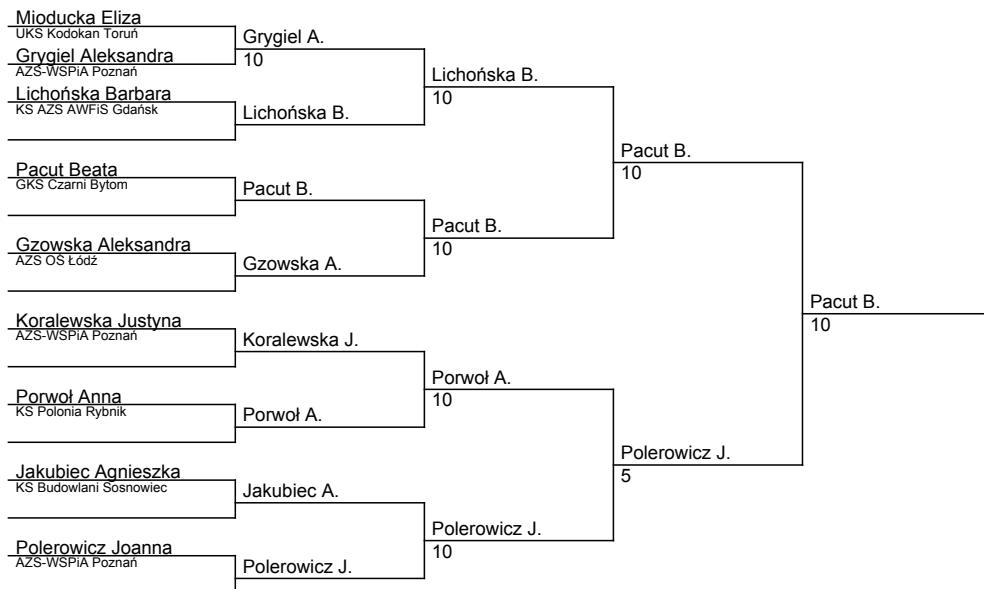 Mioducka Eliza
UKS Kodokan Toruń
Grygiel Aleksandra
AZS-WSPiA Poznań
Lichońska Barbara
KS AZS AWFiS Gdańsk
Pacut Beata
GKS Czarni Bytom
Gzowska Aleksandra
AZS OŚ Łódź
Koralewska Justyna
AZS-WSPiA Poznań
Porwoł Anna
KS Polonia Rybnik
Jakubiec Agnieszka
KS Budowlani Sosnowiec
Polerowicz Joanna
AZS-WSPiA Poznań
Grygiel A.
10
Lichońska B.
Pacut B.
Gzowska A.
Koralewska J.
Porwoł A.
Jakubiec A.
Polerowicz J.
Lichońska B.
10
Pacut B.
10
Porwoł A.
10
Polerowicz J.
10
Pacut B.
10
Polerowicz J.
5
Pacut B.
10